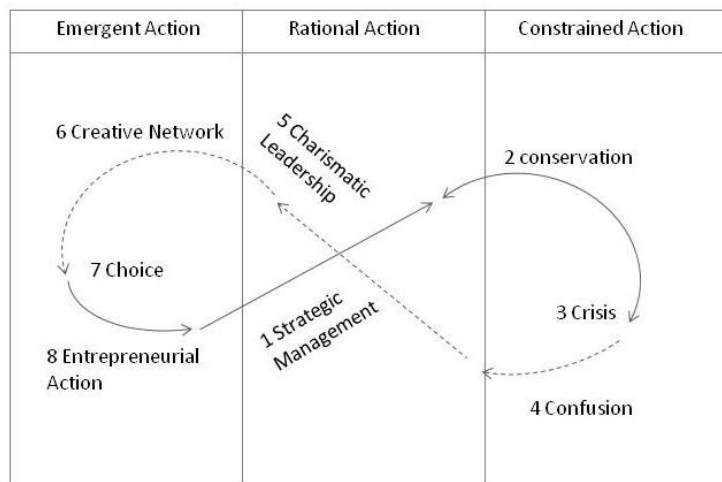 Emergent Action
Rational Action
Constrained Action
6 Creative Network
5 Charismatic
Leadership
2 conservation
7 Choice
1 Strategic
Management
3 Crisis
8 Entrepreneurial
Action
4 Confusion